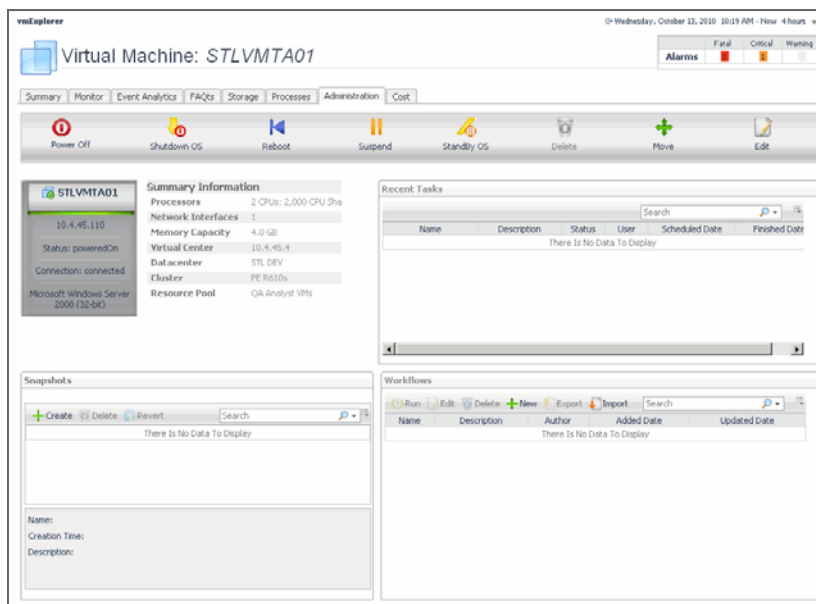 vmExplorer
Wednesday, October 13, 2010 10:19 AM - Now 4 hours
Virtual Machine: STLVMTA01
Fatal Critical Warning
Alarms 1 1
Summary Monitor Event Analytics FAQts Storage Processes Administration Cost
Power Off Shutdown OS Reboot Suspend StandBy OS Delete Move Edit
STLVMTA01
10.4.45.110
Status: poweredOn
Connection: connected
Microsoft Windows Server
2008 (32-bit)
Summary Information
Processors 2 CPUs: 2,000 CPU Sha
Network Interfaces 1
Memory Capacity 4.0 GB
Virtual Center 10.4.45.4
Datacenter STL DEV
Cluster PE R610s
Resource Pool QA Analyst VMs
Recent Tasks
Search
Name Description Status User Scheduled Date Finished Date
There Is No Data To Display
Snapshots
Create Delete Revert Search
There Is No Data To Display
Name:
Creation Time:
Description:
Workflows
Run Edit Delete New Export Import Search
Name Description Author Added Date Updated Date
There Is No Data To Display